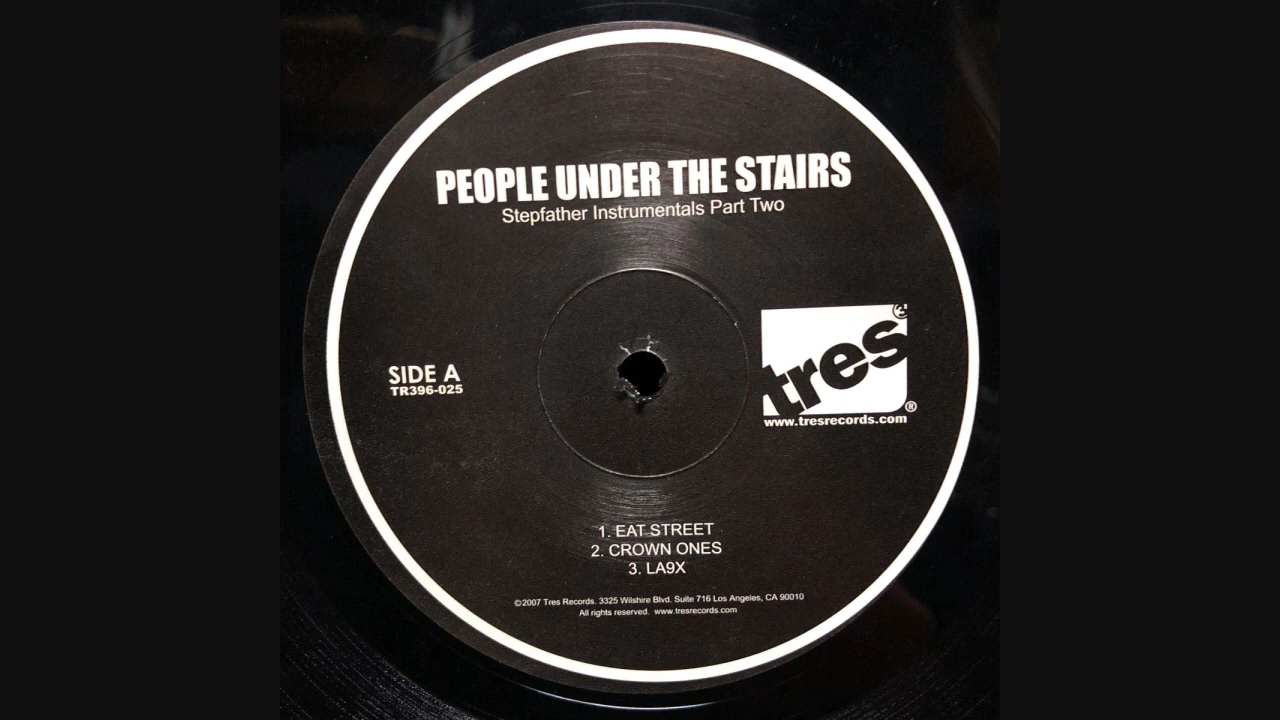 PEOPLE UNDER THE STAIRS
Stepfather Instrumentals Part Two
3
tres
®
www.tresrecords.com
SIDE A
TR396-025
1. EAT STREET
2. CROWN ONES
3. LA9X
©2007 Tres Records. 3325 Wilshire Blvd. Suite 716 Los Angeles, CA 90010
All rights reserved. www.tresrecords.com